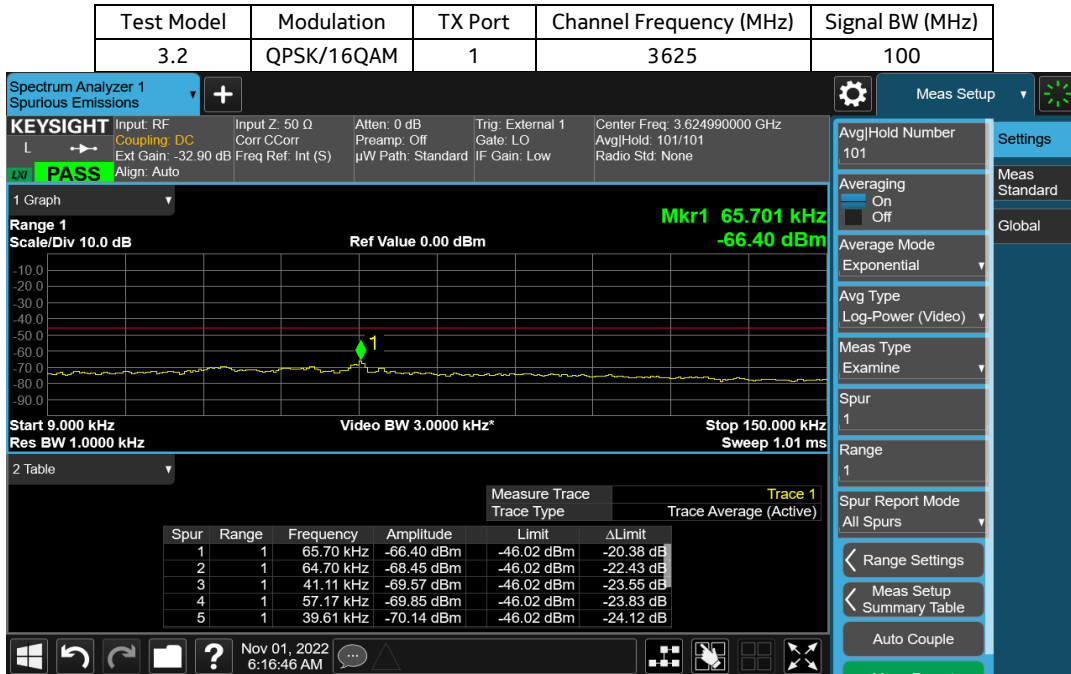 Test Model Modulation TX Port Channel Frequency (MHz) Signal BW (MHz)
3.2 QPSK/16QAM 1 3625 100
Spectrum Analyzer 1
Spurious Emissions
Meas Setup
KEYSIGHT
L
LXI PASS
Input: RF
Coupling: DC
Ext Gain: -32.90 dB
Align: Auto
Input Z: 50 Ω
Corr CCorr
Freq Ref: Int (S)
Atten: 0 dB
Preamp: Off
µW Path: Standard
Trig: External 1
Gate: LO
IF Gain: Low
Center Freq: 3.624990000 GHz
Avg|Hold: 101/101
Radio Std: None
1 Graph
Range 1
Scale/Div 10.0 dB
Ref Value 0.00 dBm
Mkr1 65.701 kHz
-66.40 dBm
-10.0
-20.0
-30.0
-40.0
-50.0
-60.0
-70.0
-80.0
-90.0
1
Start 9.000 kHz
Res BW 1.0000 kHz
Video BW 3.0000 kHz*
Stop 150.000 kHz
Sweep 1.01 ms
2 Table
Measure Trace Trace 1
Trace Type Trace Average (Active)
Spur Range Frequency Amplitude Limit ΔLimit
1 1 65.70 kHz -66.40 dBm -46.02 dBm -20.38 dB
2 1 64.70 kHz -68.45 dBm -46.02 dBm -22.43 dB
3 1 41.11 kHz -69.57 dBm -46.02 dBm -23.55 dB
4 1 57.17 kHz -69.85 dBm -46.02 dBm -23.83 dB
5 1 39.61 kHz -70.14 dBm -46.02 dBm -24.12 dB
Avg|Hold Number
101
Averaging
On
Off
Average Mode
Exponential
Avg Type
Log-Power (Video)
Meas Type
Examine
Spur
1
Range
1
Spur Report Mode
All Spurs
Range Settings
Meas Setup
Summary Table
Auto Couple
Settings
Meas
Standard
Global
?
Nov 01, 2022
6:16:46 AM